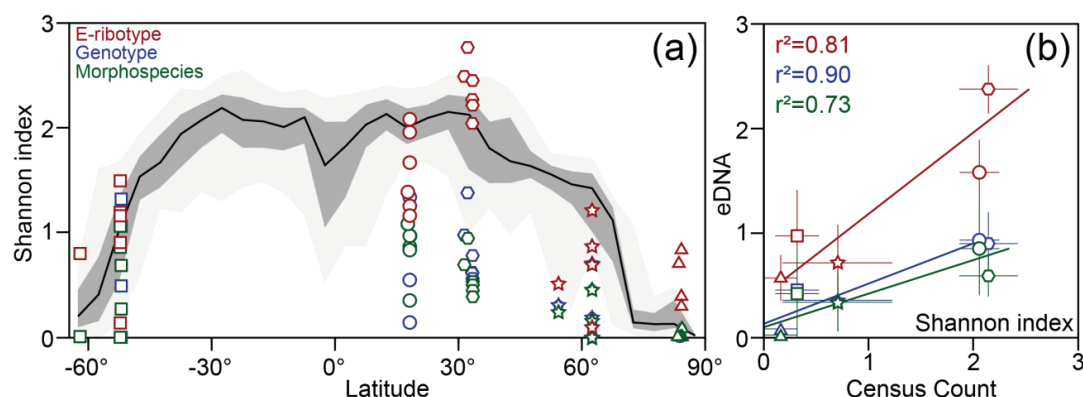 3
2
1
0
Shannon index
E-ribotype
Genotype
Morphospecies
(a)
-60° -30° 0° 30° 60° 90°
Latitude
3
2
1
0
eDNA
r²=0.81
r²=0.90
r²=0.73
(b)
Shannon index
0 1 2 3
Census Count